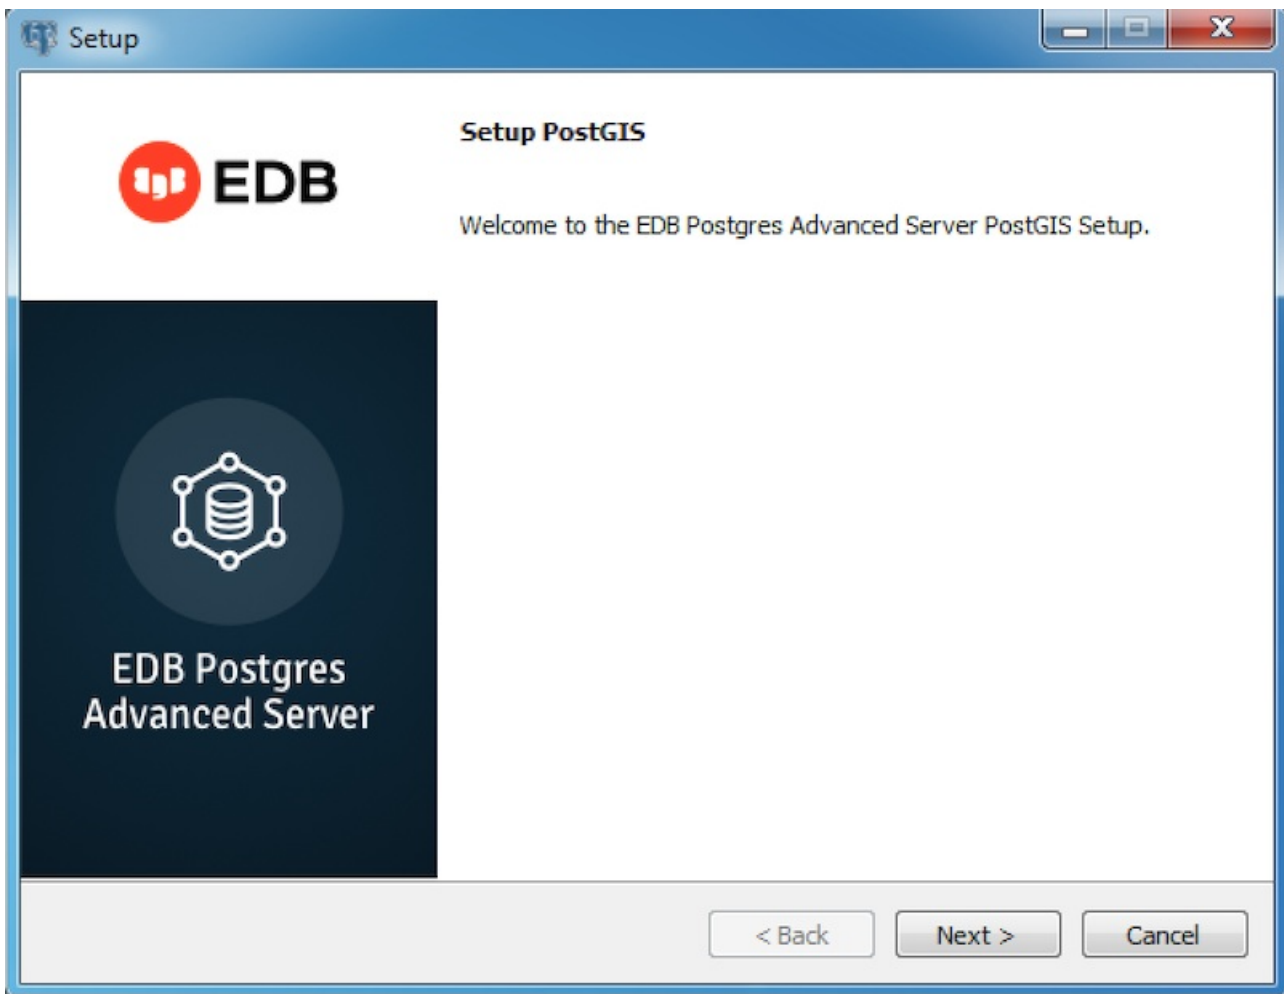 Setup
EDB
Setup PostGIS
Welcome to the EDB Postgres Advanced Server PostGIS Setup.
EDB Postgres
Advanced Server
< Back
Next >
Cancel